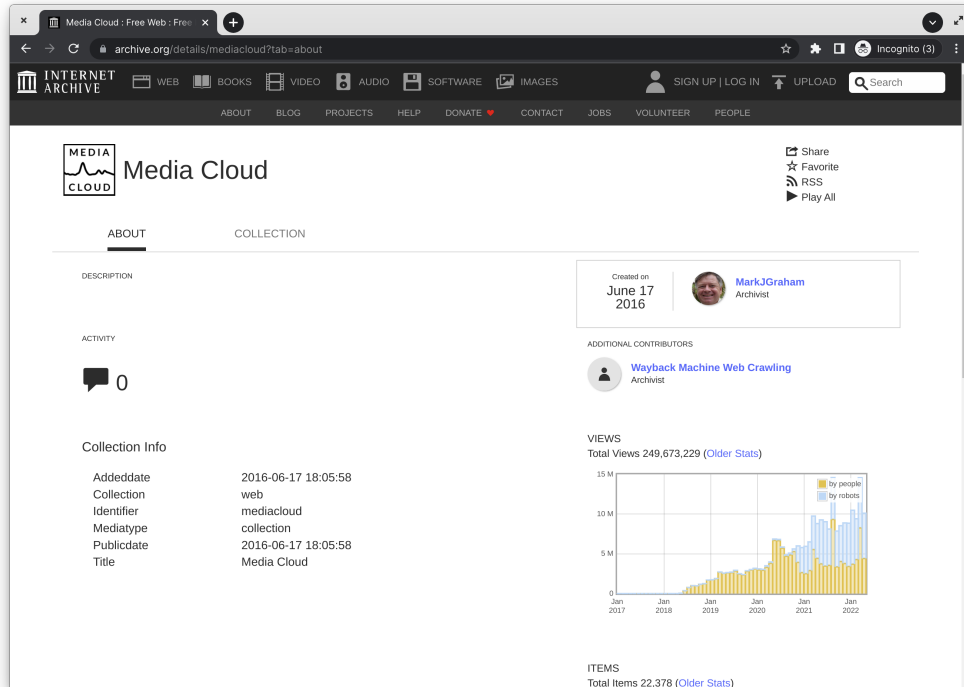 Media Cloud : Free Web : Free
archive.org/details/mediacloud?tab=about
Incognito (3)
INTERNET ARCHIVE
WEB BOOKS VIDEO AUDIO SOFTWARE IMAGES
SIGN UP | LOG IN UPLOAD Search
ABOUT BLOG PROJECTS HELP DONATE CONTACT JOBS VOLUNTEER PEOPLE
MEDIA
CLOUD
Media Cloud
Share
Favorite
RSS
Play All
ABOUT COLLECTION
DESCRIPTION
ACTIVITY
0
Collection Info
Addeddate 2016-06-17 18:05:58
Collection web
Identifier mediacloud
Mediatype collection
Publicdate 2016-06-17 18:05:58
Title Media Cloud
Created on
June 17
2016
MarkJGraham
Archivist
ADDITIONAL CONTRIBUTORS
Wayback Machine Web Crawling
Archivist
VIEWS
Total Views 249,673,229 (Older Stats)
15 M
by people
by robots
10 M
5 M
0
Jan Jan Jan Jan Jan Jan
2017 2018 2019 2020 2021 2022
ITEMS
Total Items 22,378 (Older Stats)